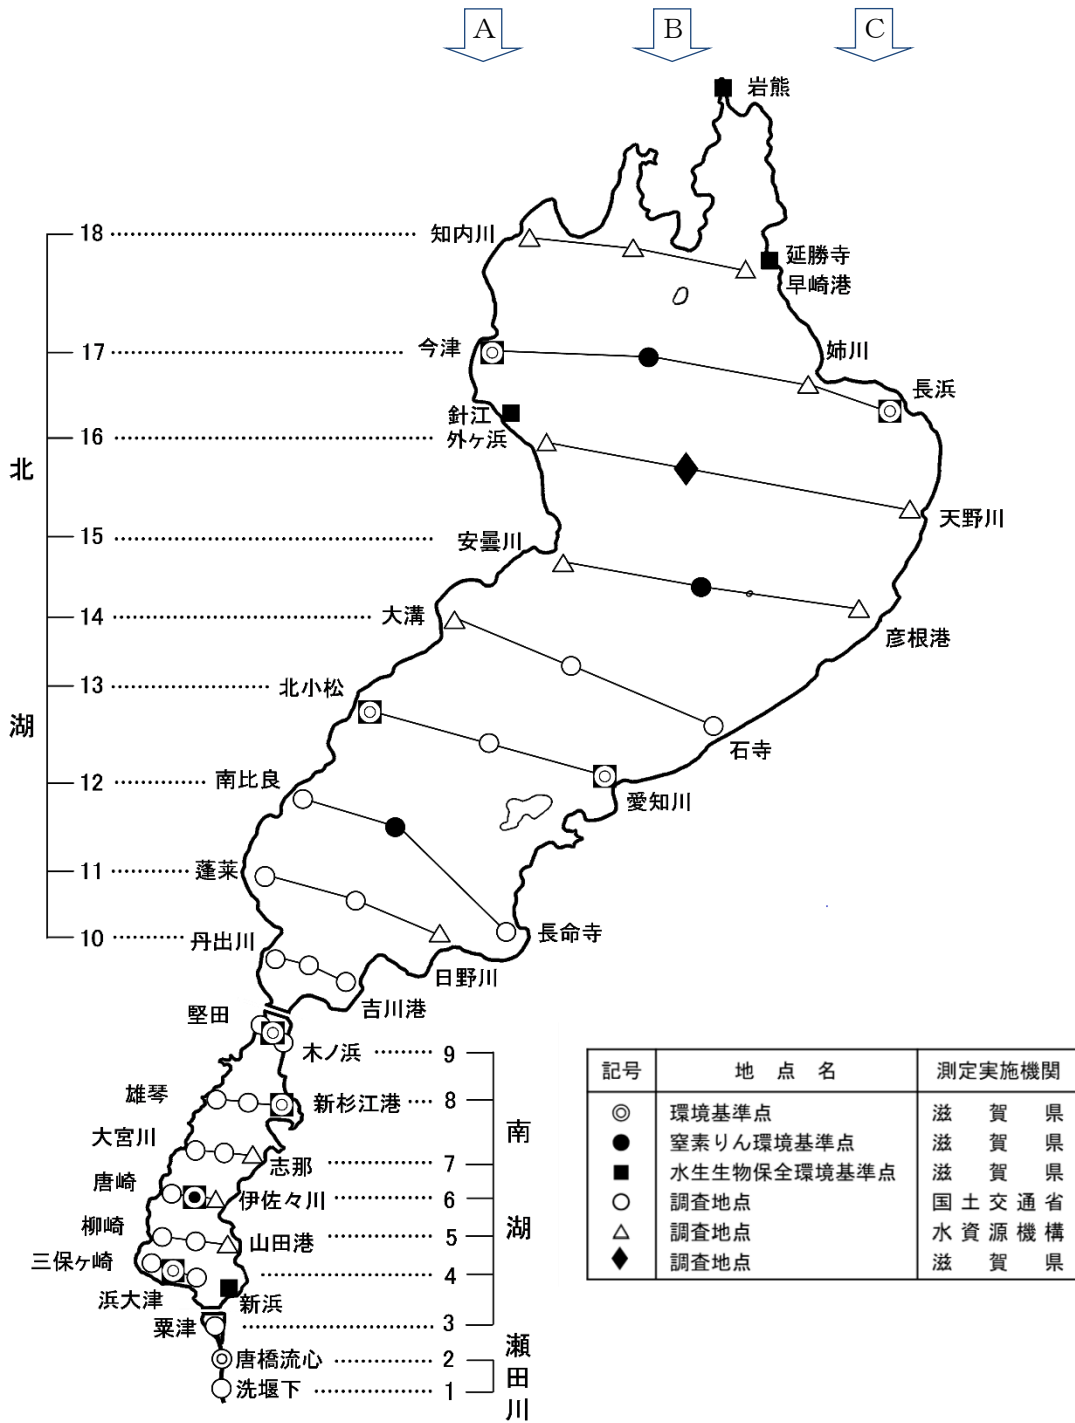 A B C
岩熊
18 知内川
延勝寺
早崎港
17 今津
姉川
長浜
針江
16 外ヶ浜
北
天野川
15 安曇川
14 大溝
彦根港
13 北小松
湖
石寺
12 南比良
愛知川
11 蓬莱
10 丹出川
長命寺
日野川
吉川港
堅田
木ノ浜 9
雄琴
新杉江港 8
大宮川
南
志那 7
唐崎
伊佐々川 6
柳崎
湖
山田港 5
三保ヶ崎
4
浜大津
新浜
粟津 3
瀬田川
唐橋流心 2
洗堰下 1
記号 地点名 測定実施機関
◎ 環境基準点 滋賀県
● 窒素りん環境基準点 滋賀県
■ 水生生物保全環境基準点 滋賀県
○ 調査地点 国土交通省
△ 調査地点 水資源機構
◆ 調査地点 滋賀県